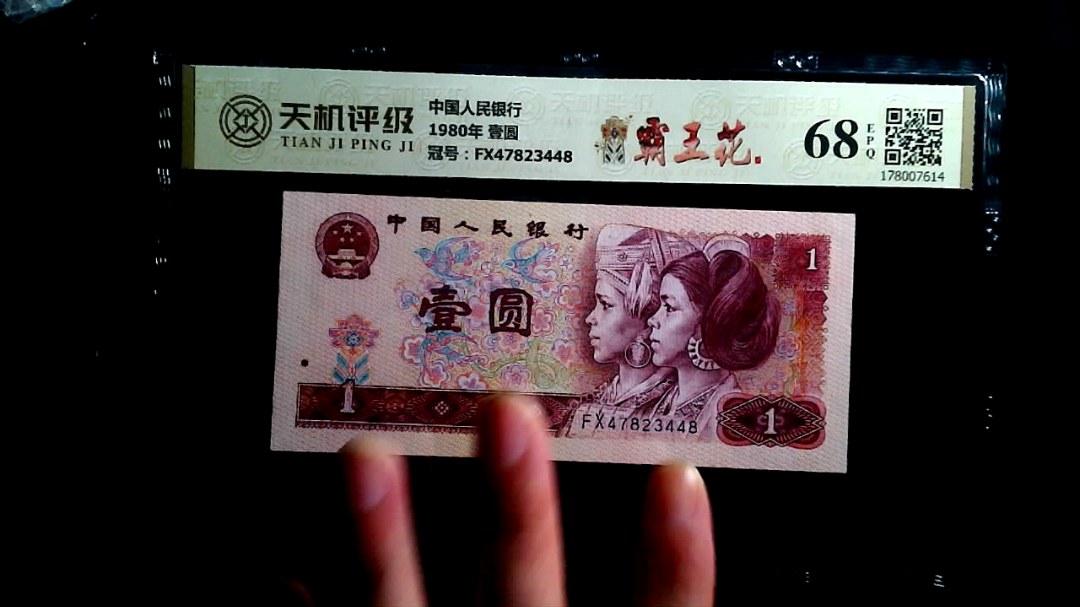 天机评级
TIAN JI PING JI
中国人民银行
1980年 壹圆
冠号：FX47823448
霸王花
68
EPQ
178007614
中国人民银行
1
壹圆
1
FX47823448
1